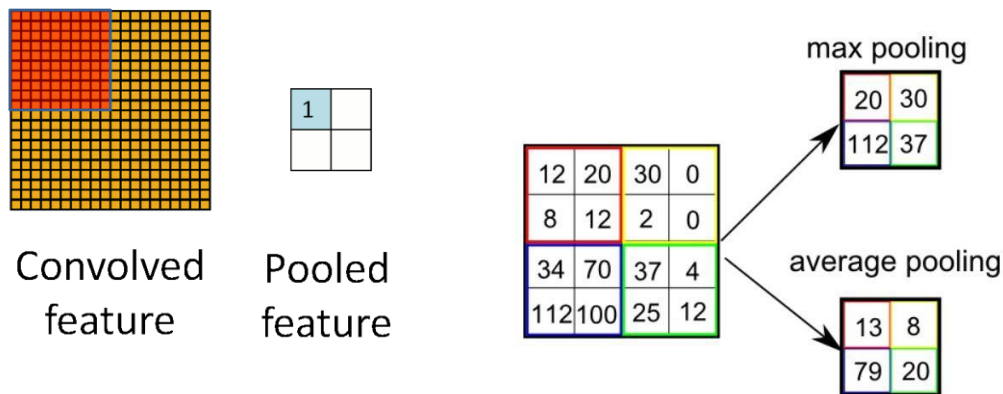 1
Convolved
feature
Pooled
feature
12 20 30 0
8 12 2 0
34 70 37 4
112 100 25 12
max pooling
20 30
112 37
average pooling
13 8
79 20